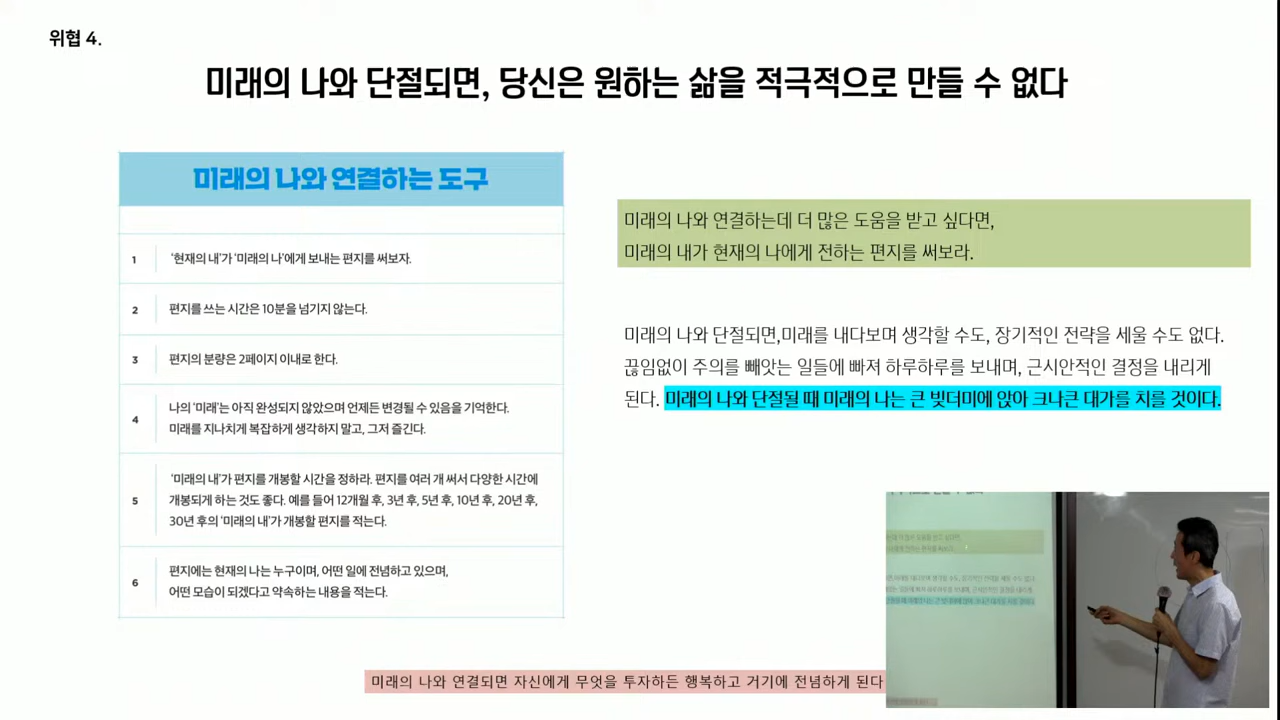 위협 4.
미래의 나와 단절되면, 당신은 원하는 삶을 적극적으로 만들 수 없다
미래의 나와 연결하는 도구
1 '현재의 내'가 '미래의 나'에게 보내는 편지를 써보자.
2 편지를 쓰는 시간은 10분을 넘기지 않는다.
3 편지의 분량은 2페이지 이내로 한다.
4 나의 '미래'는 아직 완성되지 않았으며 언제든 변경될 수 있음을 기억한다.
미래를 지나치게 복잡하게 생각하지 말고, 그저 즐긴다.
5 '미래의 내'가 편지를 개봉할 시간을 정하라. 편지를 여러 개 써서 다양한 시간에
개봉되게 하는 것도 좋다. 예를 들어 12개월 후, 3년 후, 5년 후, 10년 후, 20년 후,
30년 후의 '미래의 내'가 개봉할 편지를 적는다.
6 편지에는 현재의 나는 누구이며, 어떤 일에 전념하고 있으며,
어떤 모습이 되겠다고 약속하는 내용을 적는다.
미래의 나와 연결하는데 더 많은 도움을 받고 싶다면,
미래의 내가 현재의 나에게 전하는 편지를 써보라.
미래의 나와 단절되면,미래를 내다보며 생각할 수도, 장기적인 전략을 세울 수도 없다.
끊임없이 주의를 빼앗는 일들에 빠져 하루하루를 보내며, 근시안적인 결정을 내리게
된다. 미래의 나와 단절될 때 미래의 나는 큰 빚더미에 앉아 크나큰 대가를 치를 것이다.
미래의 나와 연결되면 자신에게 무엇을 투자하든 행복하고 거기에 전념하게 된다